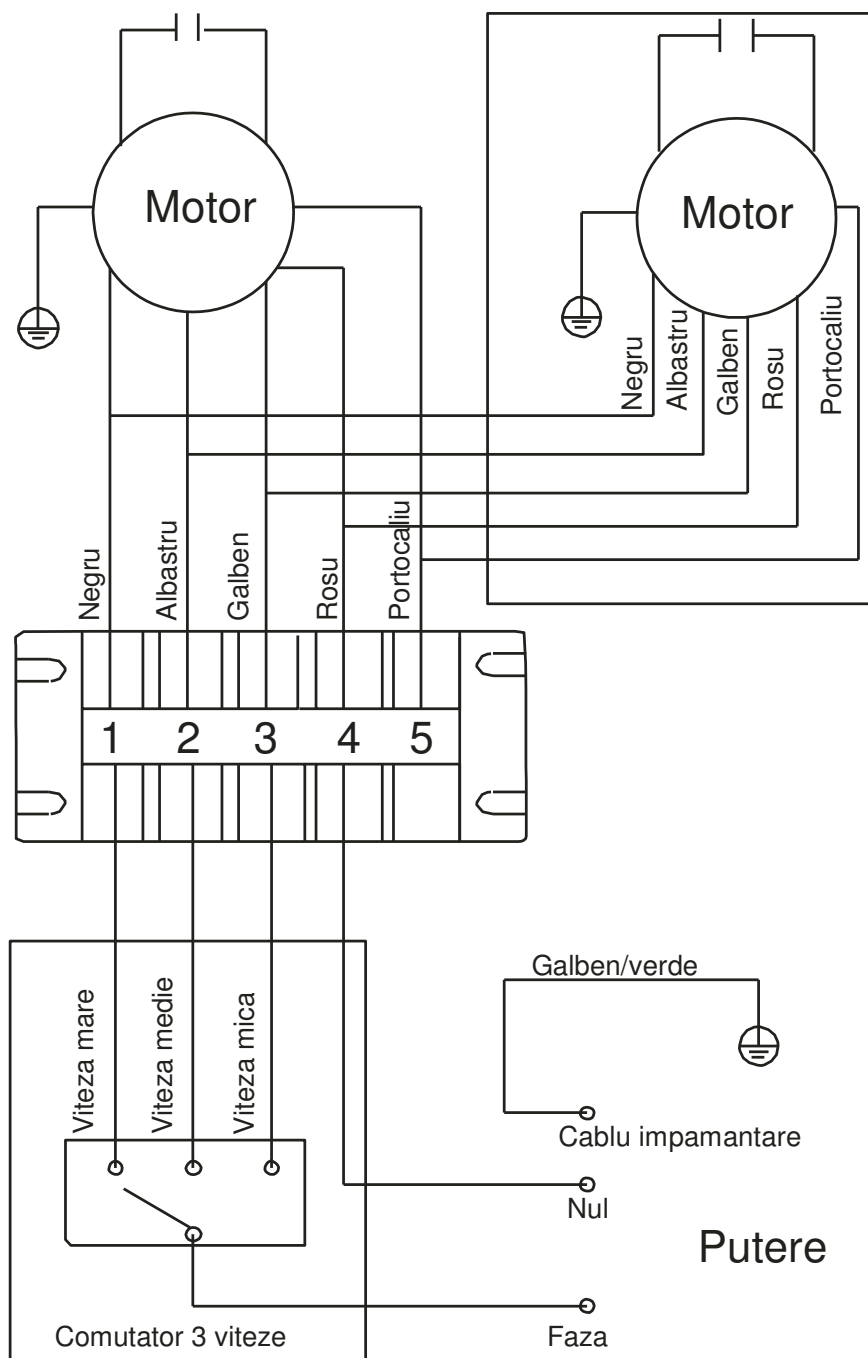 Motor
Motor
Negru
Albastru
Galben
Rosu
Portocaliu
Negru
Albastru
Galben
Rosu
Portocaliu
1 2 3 4 5
Viteza mare
Viteza medie
Viteza mica
Galben/verde
Cablu impamantare
Nul
Putere
Comutator 3 viteze
Faza